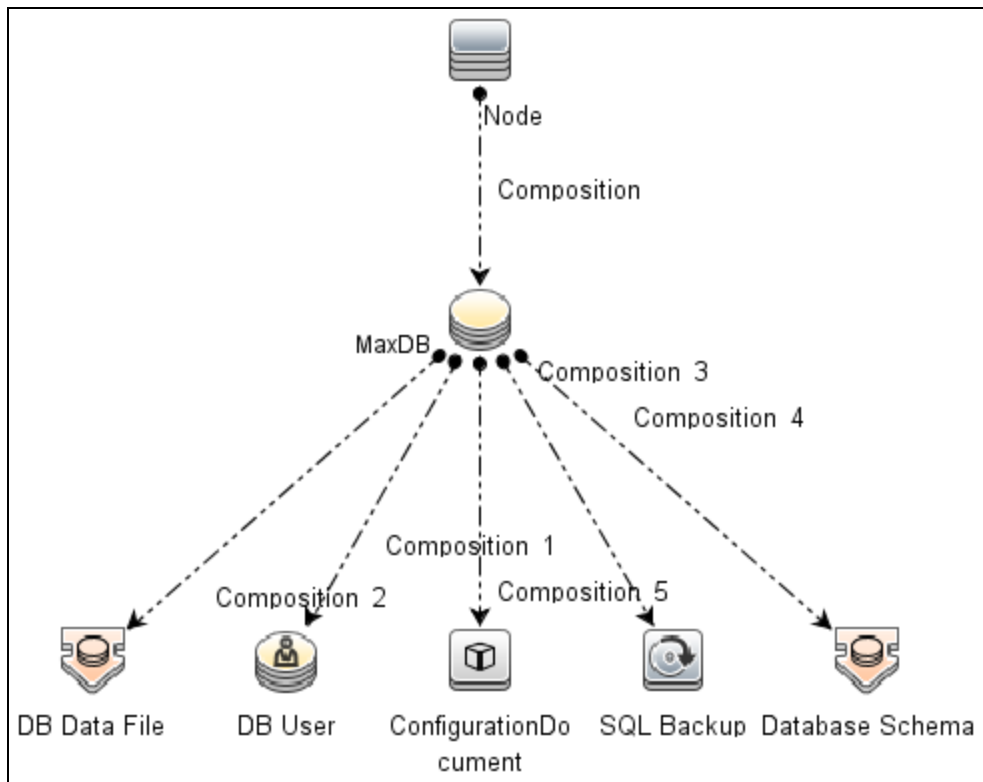 Node
Composition
MaxDB
Composition 3
Composition 4
Composition 1
Composition 5
Composition 2
DB Data File
DB User
ConfigurationDo
cument
SQL Backup
Database Schema